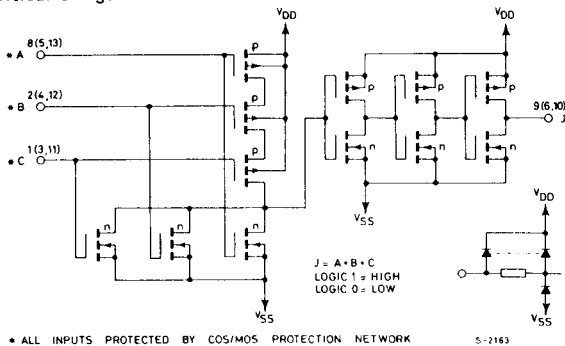 VDD
VDD
8(5,13)
* A
p
2(4,12)
* B
p
p
p
p
9(6,10)
J
1(3,11)
* C
p
n
n
n
n
n
n
VSS
VDD
J = A+B+C
LOGIC 1 = HIGH
LOGIC 0 = LOW
VSS
VSS
* ALL INPUTS PROTECTED BY COS/MOS PROTECTION NETWORK
S-2163